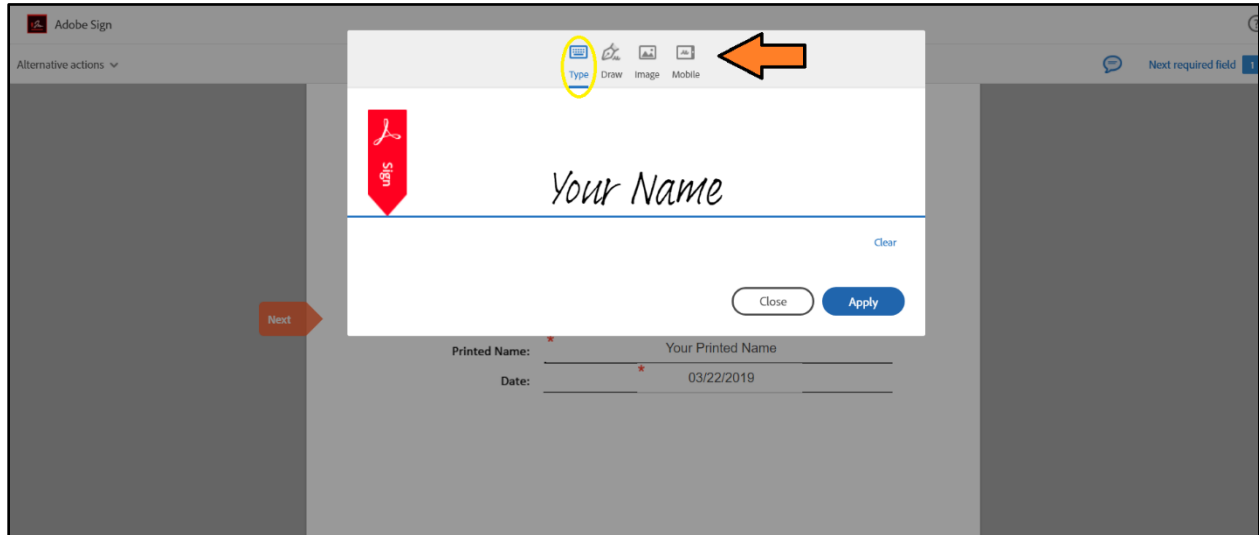 Adobe Sign
Alternative actions
Next required field 1
Type Draw Image Mobile
Sign
Your Name
Clear
Close Apply
Next
Printed Name: * Your Printed Name
Date: * 03/22/2019